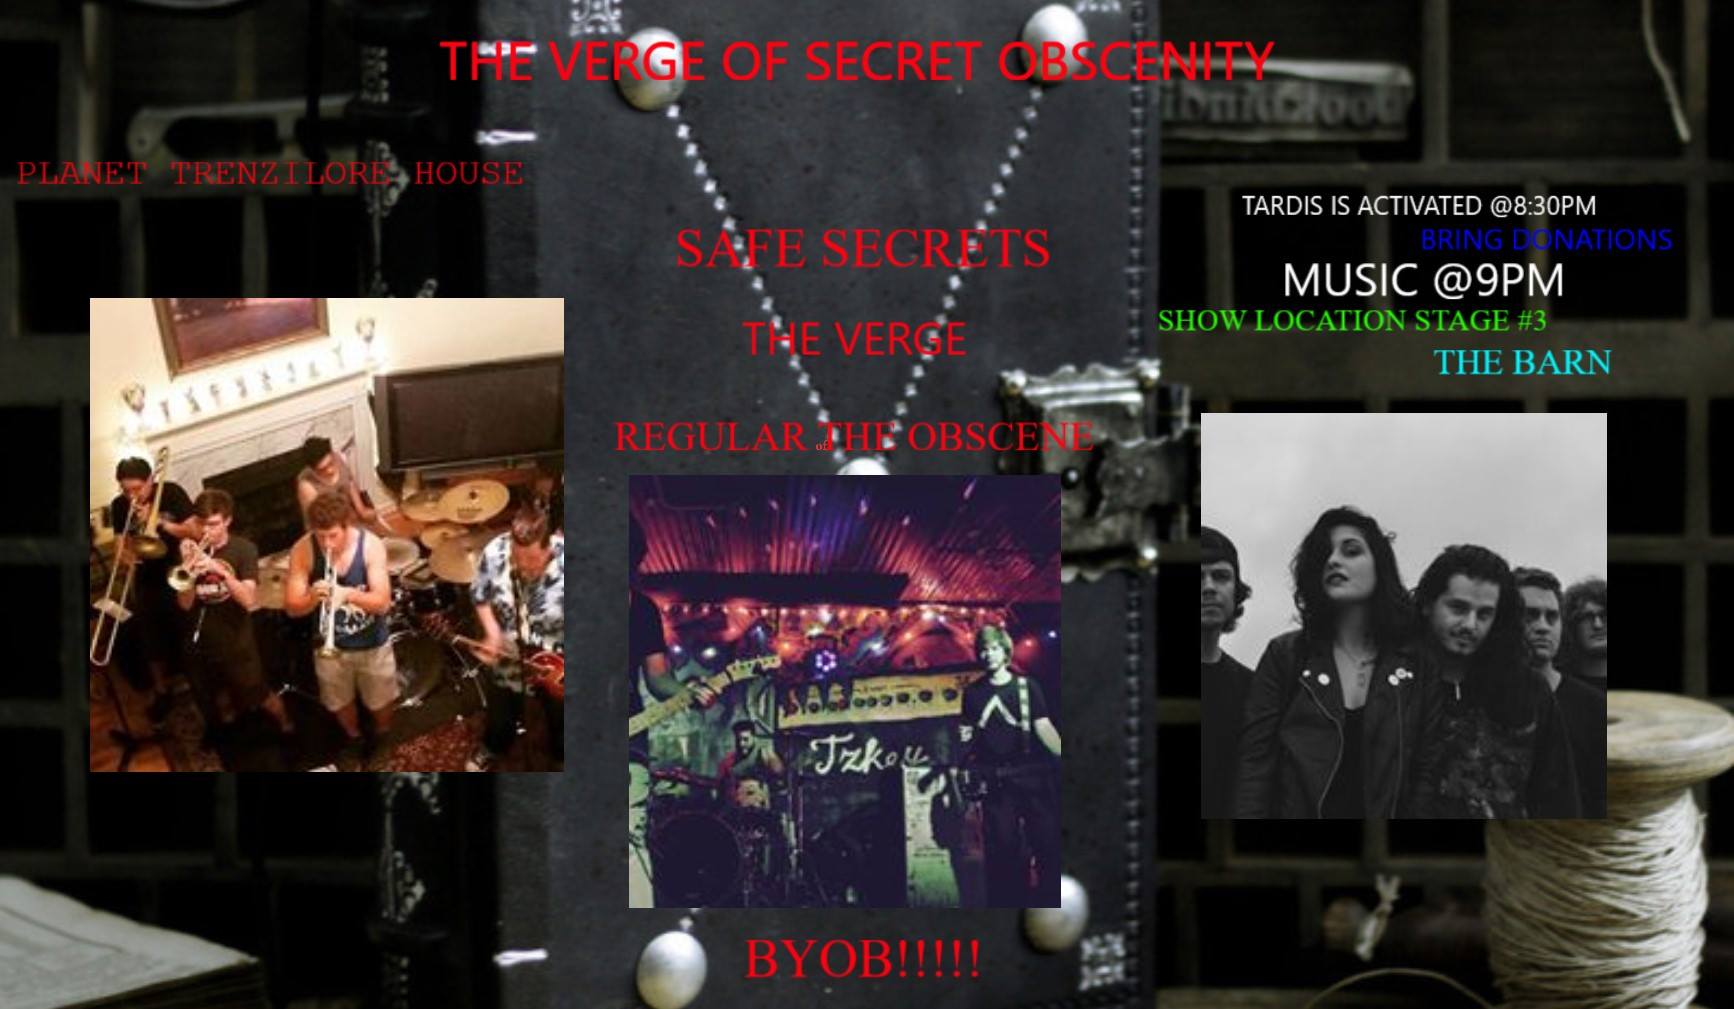 THE VERGE OF SECRET OBSCENITY
PLANET TRENZILORE HOUSE
TARDIS IS ACTIVATED @8:30PM
BRING DONATIONS
MUSIC @9PM
SHOW LOCATION STAGE #3
THE BARN
SAFE SECRETS
THE VERGE
REGULAR THE OBSCENE
of
BYOB!!!!!